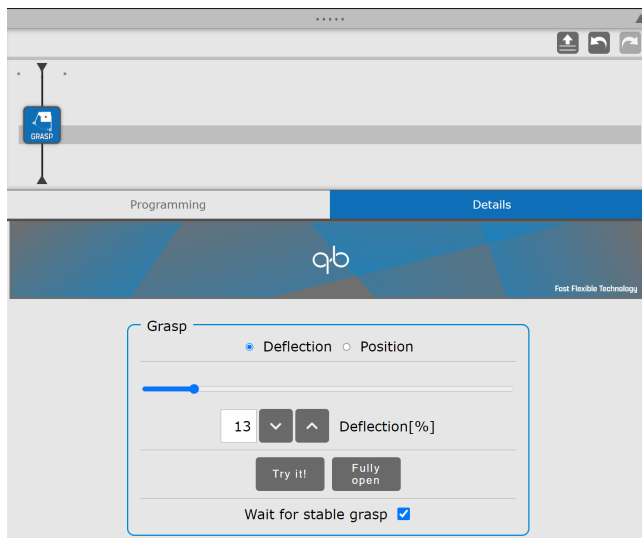 GRASP
Programming
Details
qb
Fast Flexible Technology
Grasp
Deflection
Position
13
Deflection[%]
Try it!
Fully
open
Wait for stable grasp